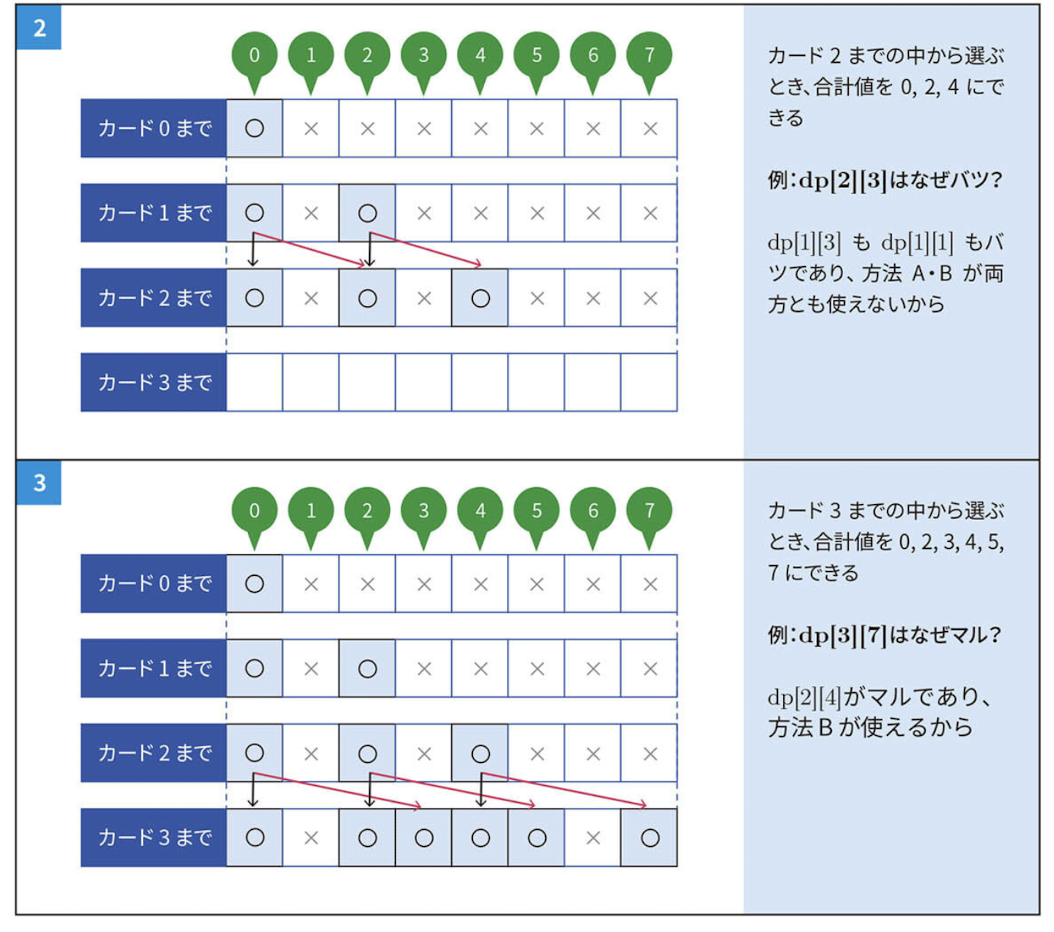 2
0 1 2 3 4 5 6 7
カード 0 まで ○ × × × × × × ×
カード 1 まで ○ × ○ × × × × ×
カード 2 まで ○ × ○ × ○ × × ×
カード 3 まで
カード 2 までの中から選ぶ
とき、合計値を 0, 2, 4 にで
きる
例：dp[2][3]はなぜバツ？
dp[1][3] も dp[1][1] もバ
ツであり、方法 A・B が両
方とも使えないから
3
0 1 2 3 4 5 6 7
カード 0 まで ○ × × × × × × ×
カード 1 まで ○ × ○ × × × × ×
カード 2 まで ○ × ○ × ○ × × ×
カード 3 まで ○ × ○ ○ ○ ○ × ○
カード 3 までの中から選ぶ
とき、合計値を 0, 2, 3, 4, 5,
7 にできる
例：dp[3][7]はなぜマル？
dp[2][4]がマルであり、
方法 B が使えるから